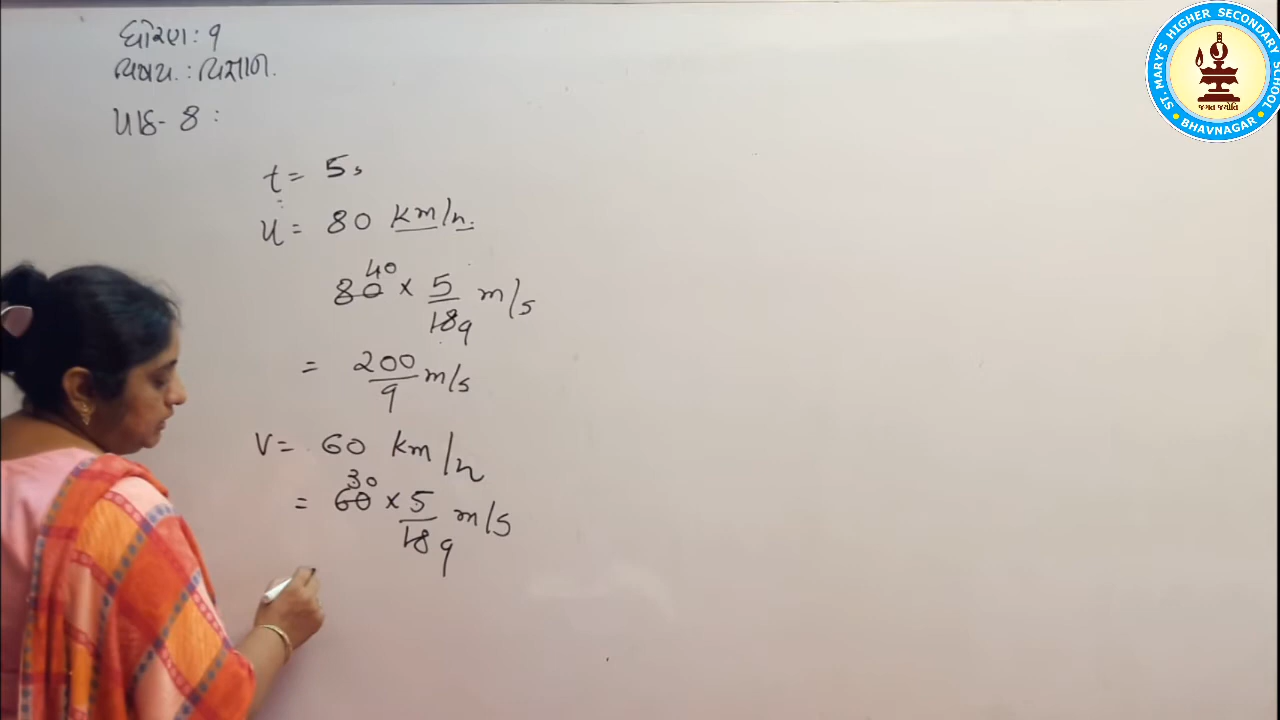 ધોરણ : ૧
વિષય : વિજ્ઞાન.
પાઠ - 8 :
t = 5s
u = 80 km/h.
80 40 × 5/18 9 m/s
= 200/9 m/s
V = 60 km/h
= 60 30 × 5/18 9 m/s
ST. MARY'S HIGHER SECONDARY SCHOOL
BHAVNAGAR